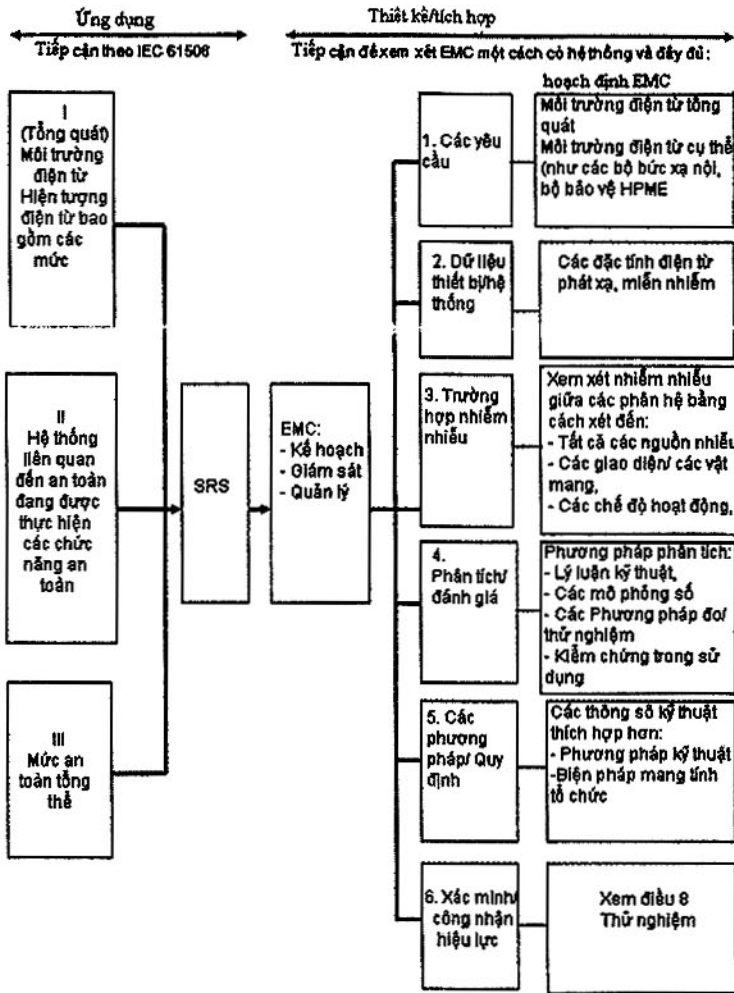 Ứng dụng
Thiết kế/tích hợp
Tiếp cận theo IEC 61508
Tiếp cận để xem xét EMC một cách có hệ thống và đầy đủ:
hoạch định EMC
I
(Tổng quát)
Môi trường
điện từ
Hiện tượng
điện từ bao
gồm các
mức
II
Hệ thống
liên quan
đến an toàn
đang được
thực hiện
các chức
năng an
toàn
III
Mức an
toàn tổng
thể
SRS
EMC:
- Kế hoạch
- Giám sát
- Quản lý
1. Các yêu
cầu
Môi trường điện từ tổng
quát
Môi trường điện từ cụ thể
(như các bộ bức xạ nội,
bộ bảo vệ HPME
2. Dữ liệu
thiết bị/hệ
thống
Các đặc tính điện từ
phát xạ, miễn nhiễm
3. Trường
hợp nhiễm
nhiễu
Xem xét nhiễm nhiễu
giữa các phân hệ bằng
cách xét đến:
- Tất cả các nguồn nhiễu
- Các giao diện/ các vật
mang,
- Các chế độ hoạt động,
4.
Phân tích/
đánh giá
Phương pháp phân tích:
- Lý luận kỹ thuật,
- Các mô phỏng số
- Các Phương pháp đo/
thử nghiệm
- Kiểm chứng trong sử
dụng
5. Các
phương
pháp/ Quy
định
Các thông số kỹ thuật
thích hợp hơn:
- Phương pháp kỹ thuật
-Biện pháp mang tính
tổ chức
6. Xác minh/
công nhận
hiệu lực
Xem điều 8
Thử nghiệm